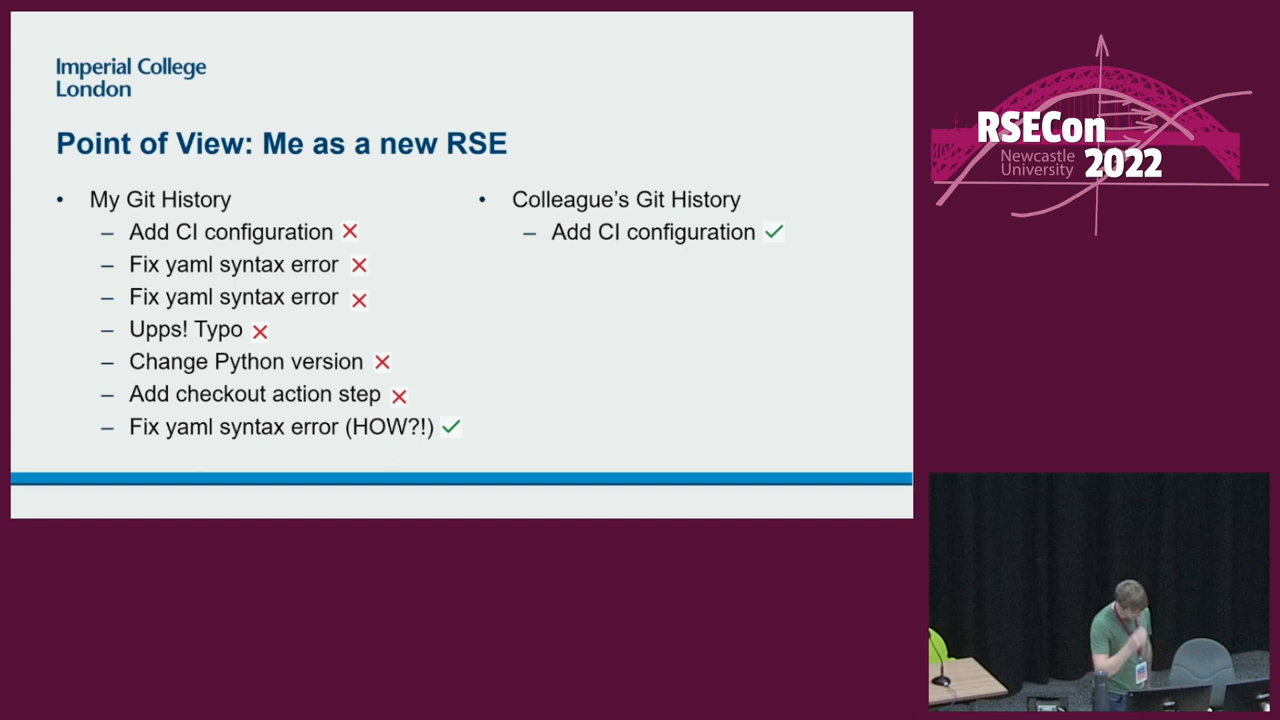 Imperial College
London
Point of View: Me as a new RSE
• My Git History
– Add CI configuration
– Fix yaml syntax error
– Fix yaml syntax error
– Upps! Typo
– Change Python version
– Add checkout action step
– Fix yaml syntax error (HOW?!)
• Colleague's Git History
– Add CI configuration
RSECon
Newcastle
University
2022